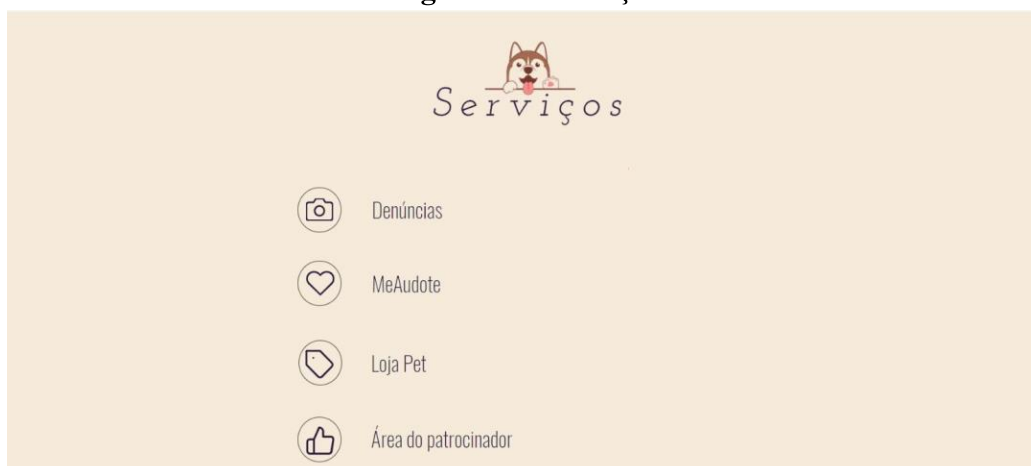 Serviços
Denúncias
MeAudote
Loja Pet
Área do patrocinador